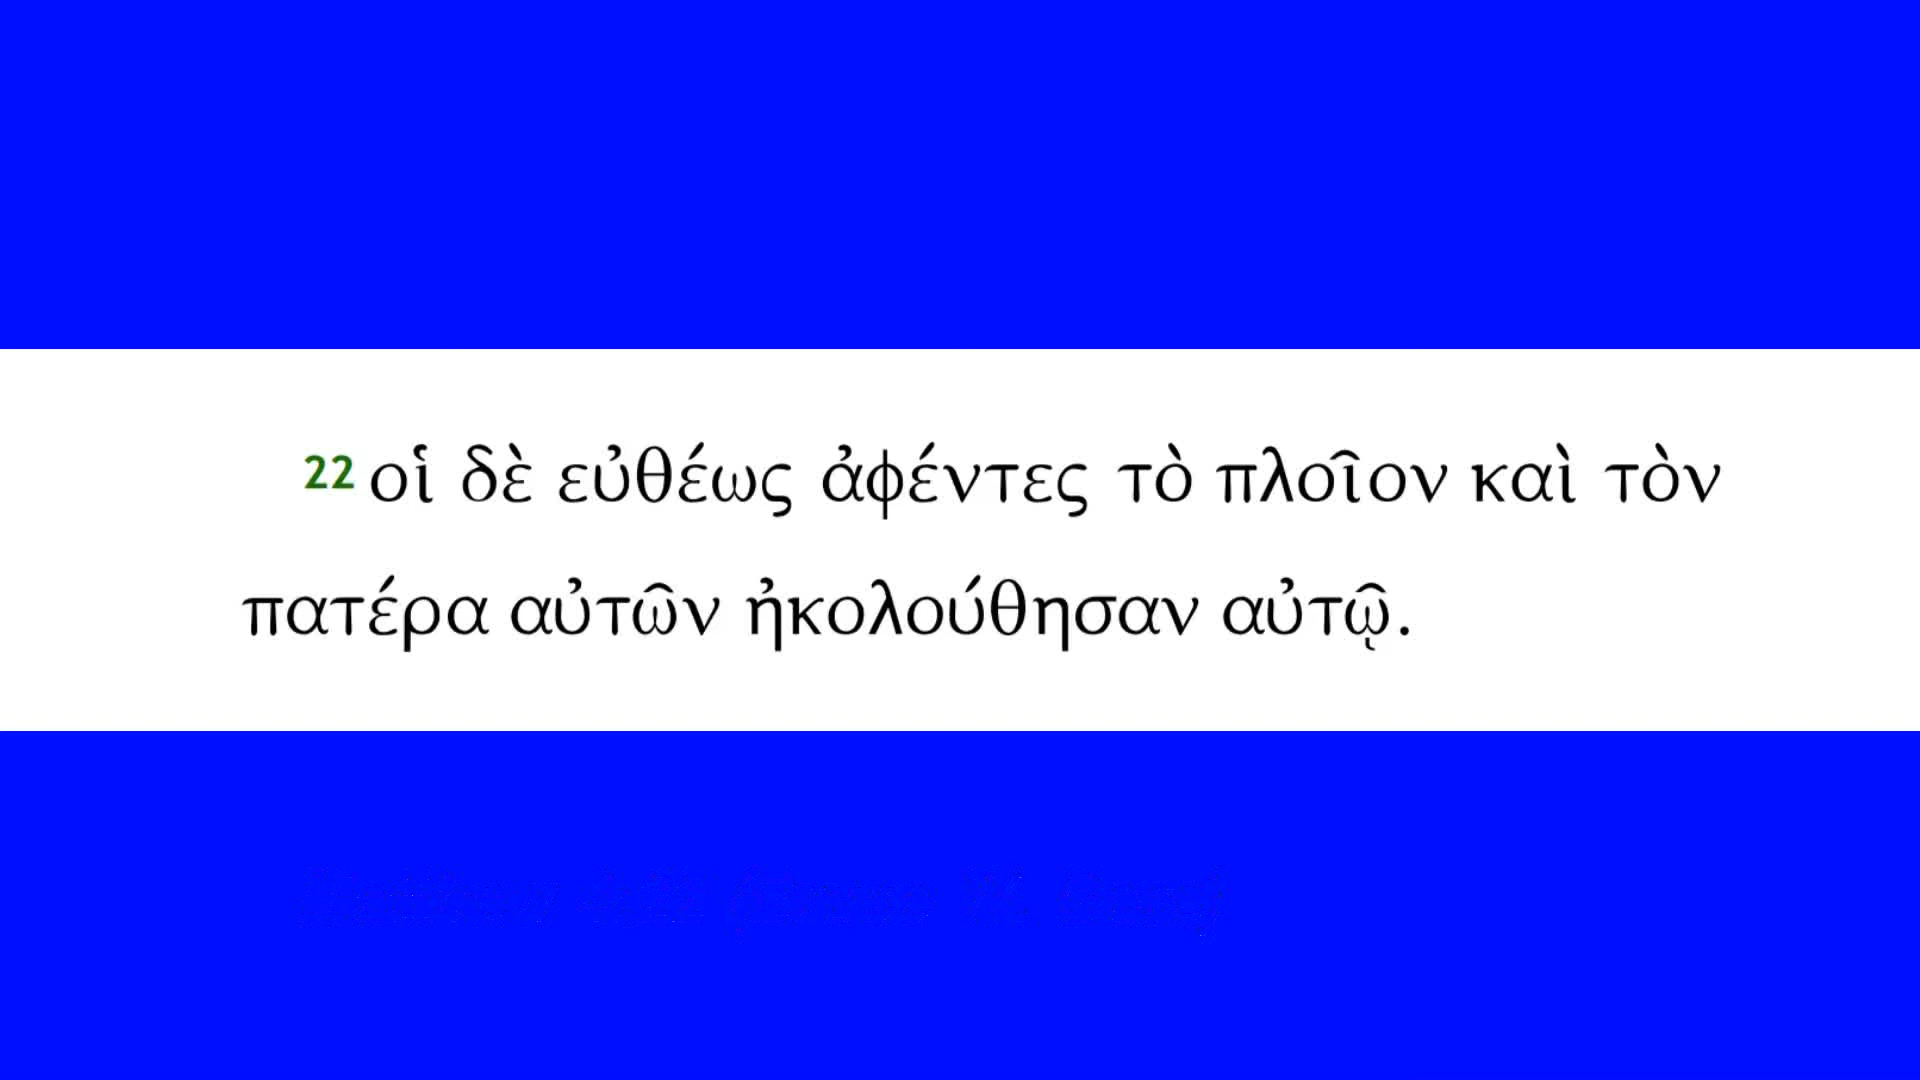 22 οἱ δὲ εὐθέως ἀφέντες τὸ πλοῖον καὶ τὸν
πατέρα αὐτῶν ἠκολούθησαν αὐτῷ.